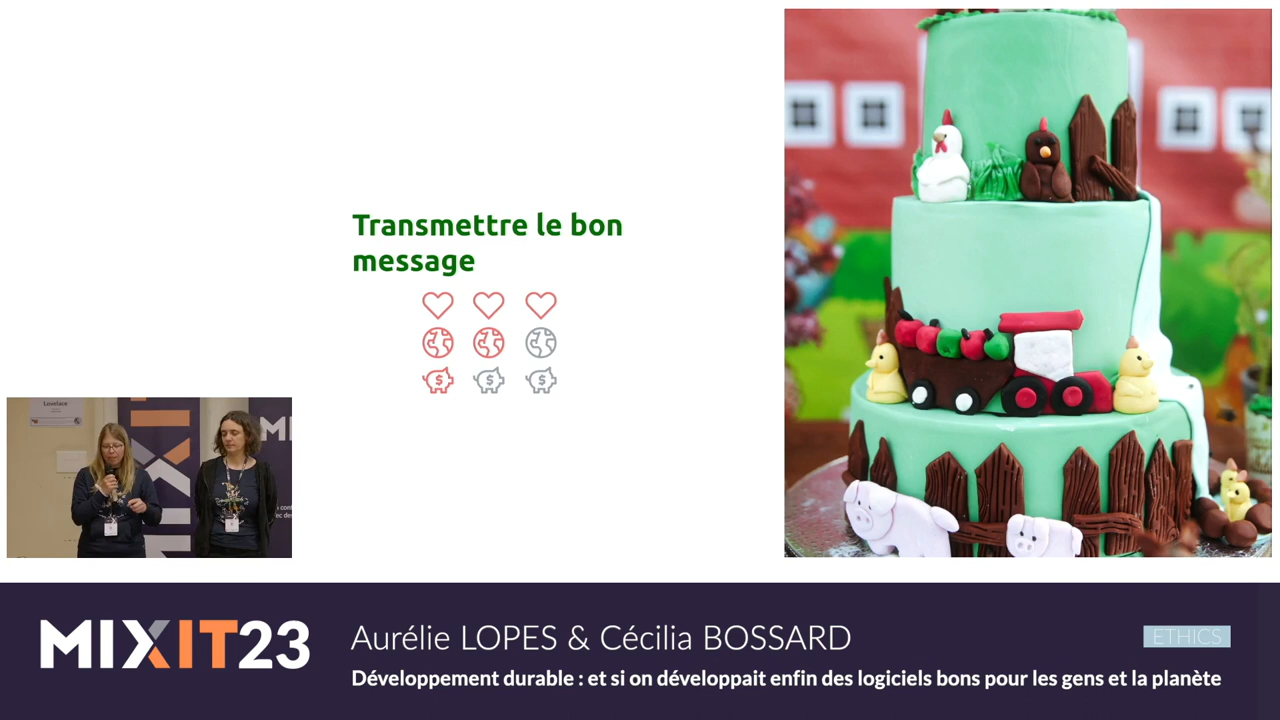 Transmettre le bon
message
Lovelace
MIXIT23
Aurélie LOPES & Cécilia BOSSARD
ETHICS
Développement durable : et si on développait enfin des logiciels bons pour les gens et la planète